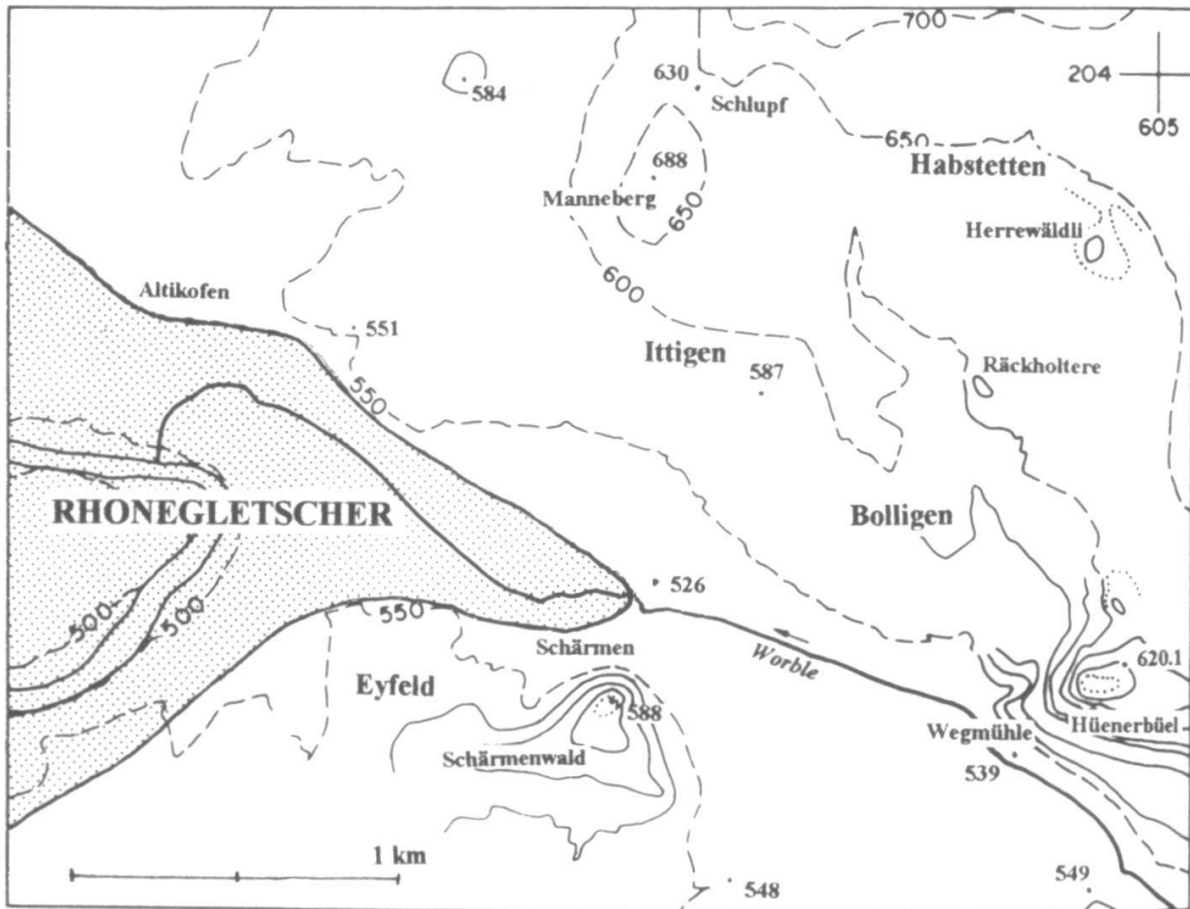 700
630
204
584
Schlupf
605
650
Habstetten
688
Manneberg
650
Herrewäldli
600
Altikofen
551
Ittigen
587
Räckholtere
550
RHONEGLETSCHER
Bolligen
526
500
500
550
Schärmen
Worble
620.1
Eyfeld
588
Wegmühle
Hüenerbüel
Schärmenwald
539
1 km
548
549